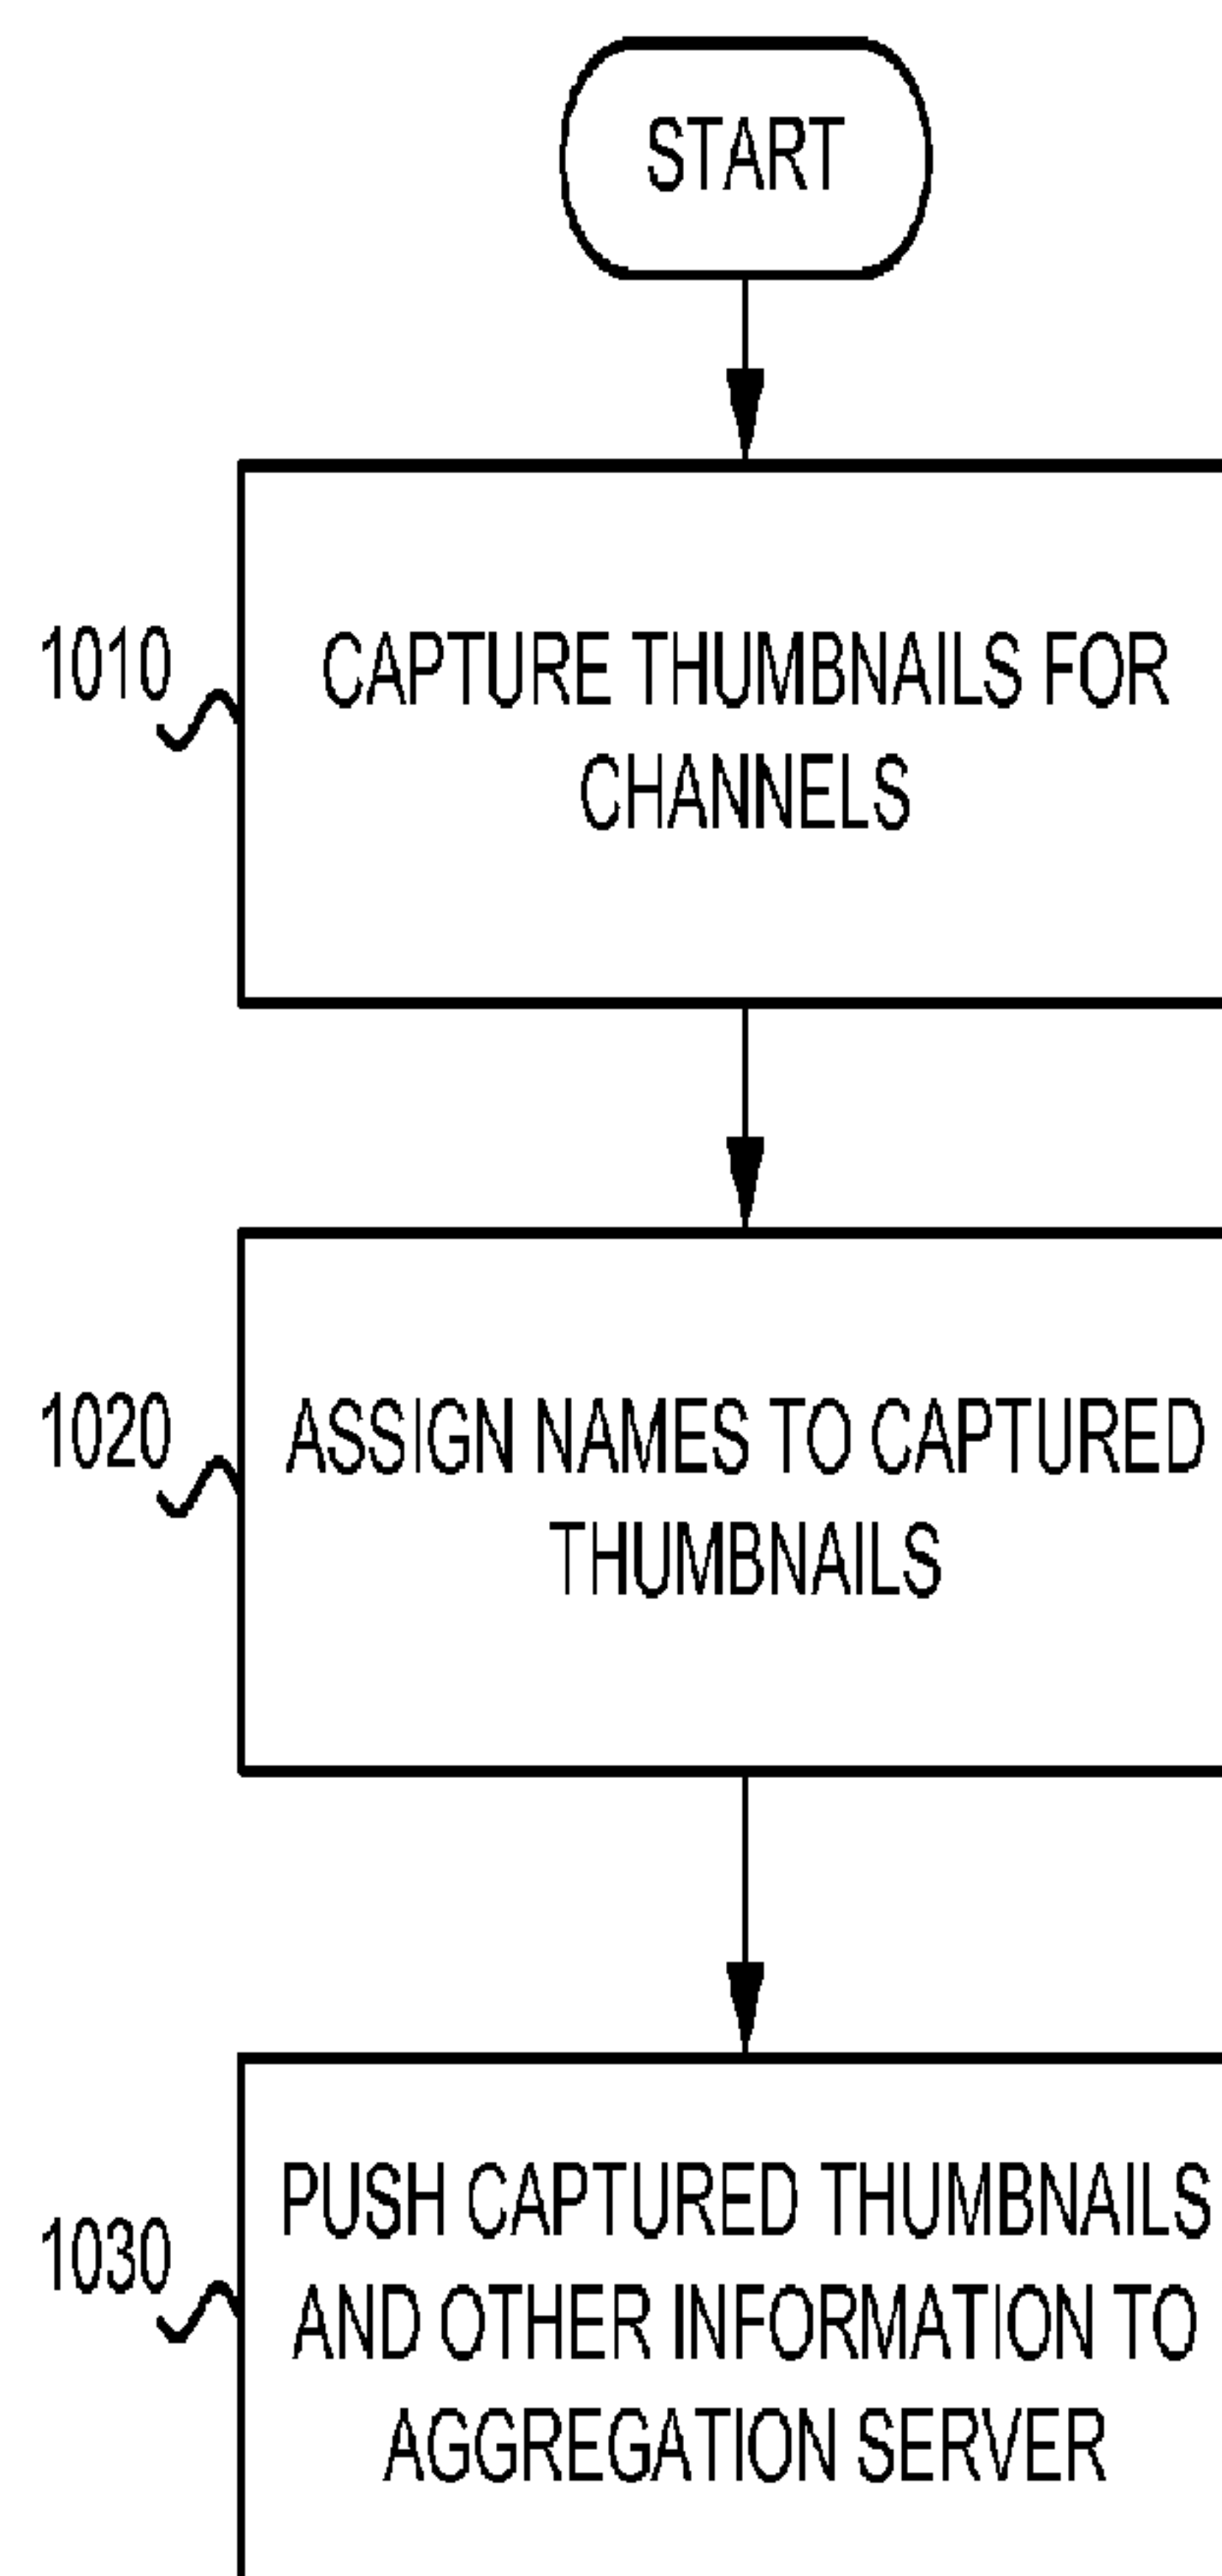 START
1010
CAPTURE THUMBNAILS FOR
CHANNELS
1020
ASSIGN NAMES TO CAPTURED
THUMBNAILS
1030
PUSH CAPTURED THUMBNAILS
AND OTHER INFORMATION TO
AGGREGATION SERVER